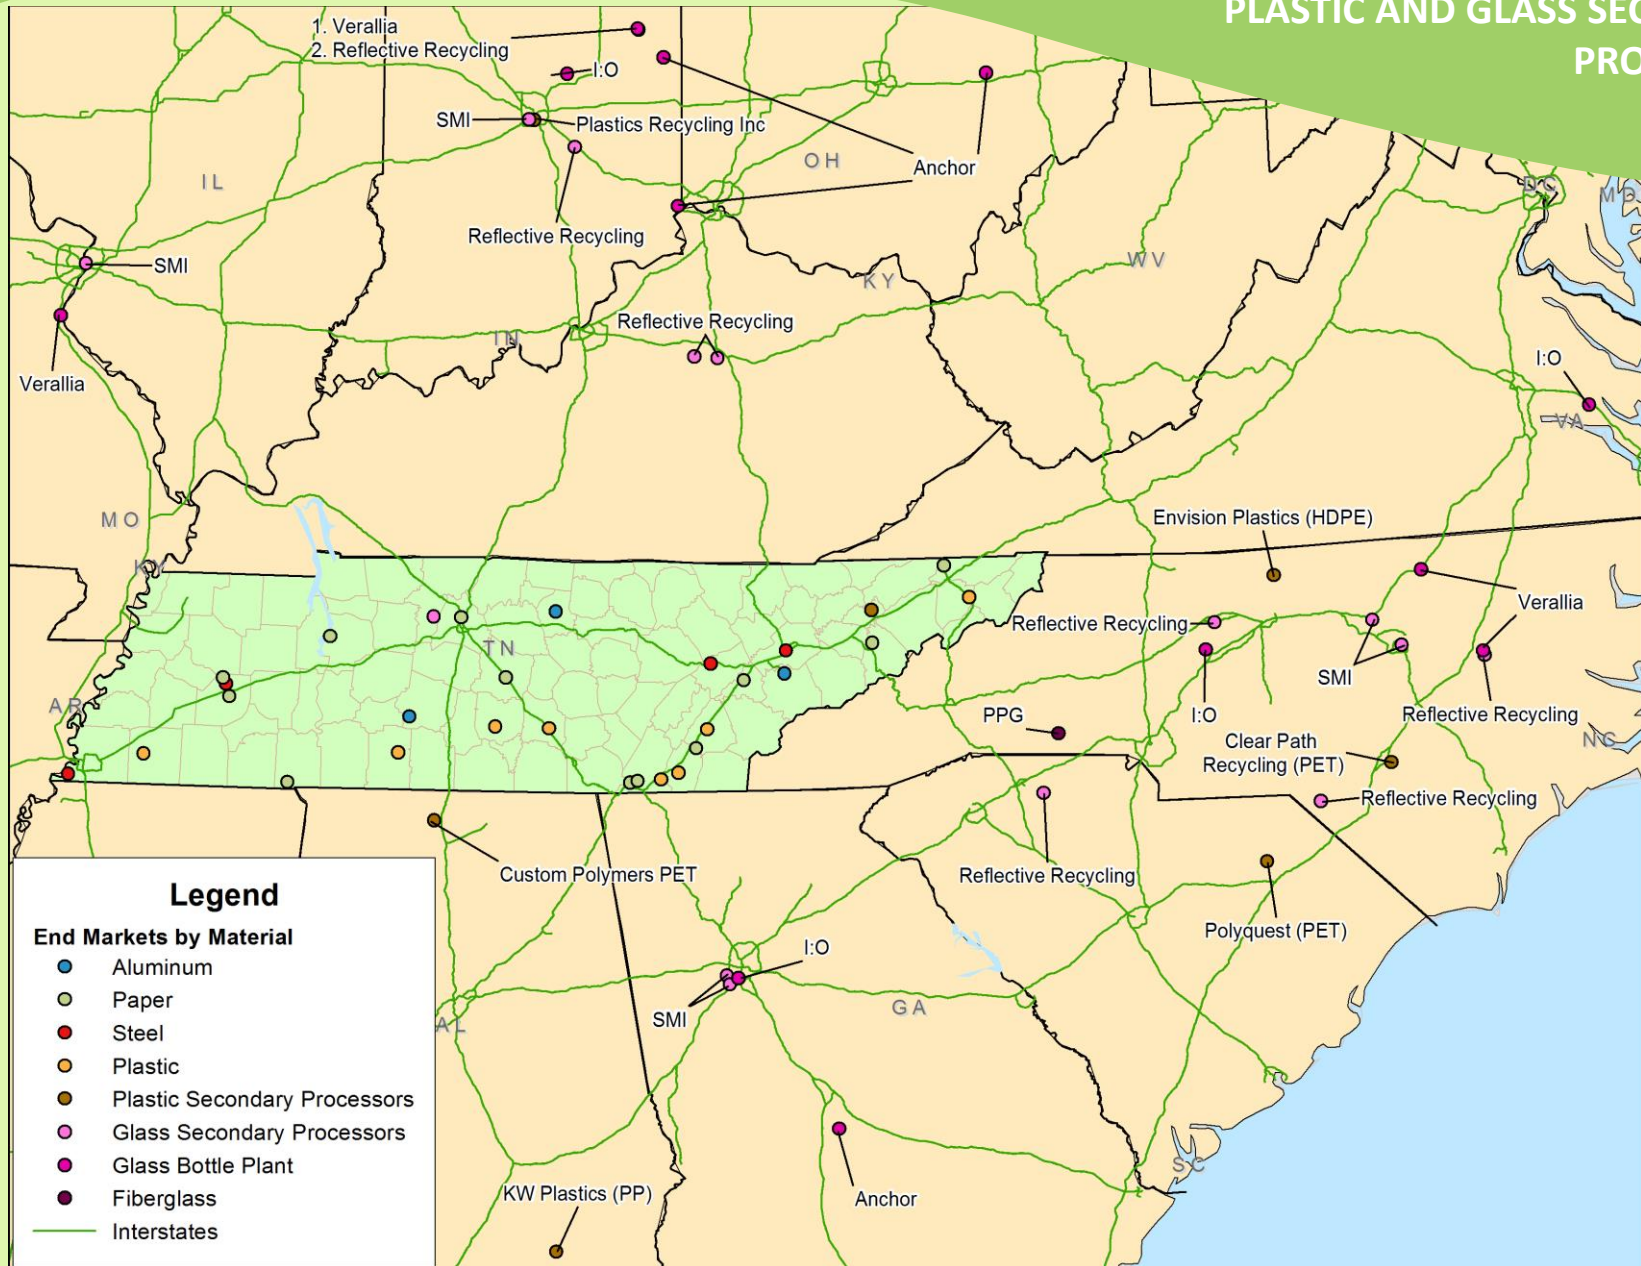 PLASTIC AND GLASS
PRO
1. Verallia
2. Reflective Recycling
I:O
SMI
Plastics Recycling Inc
OH
Anchor
IL
DC
MD
Reflective Recycling
SMI
WV
KY
IN
Reflective Recycling
Verallia
I:O
VA
MO
Envision Plastics (HDPE)
KY
Verallia
Reflective Recycling
TN
SMI
AR
PPG
I:O
Reflective Recycling
Clear Path
Recycling (PET)
NC
Reflective Recycling
Custom Polymers PET
Reflective Recycling
Polyquest (PET)
I:O
GA
SMI
AL
SC
KW Plastics (PP)
Anchor
Legend
End Markets by Material
Aluminum
Paper
Steel
Plastic
Plastic Secondary Processors
Glass Secondary Processors
Glass Bottle Plant
Fiberglass
Interstates